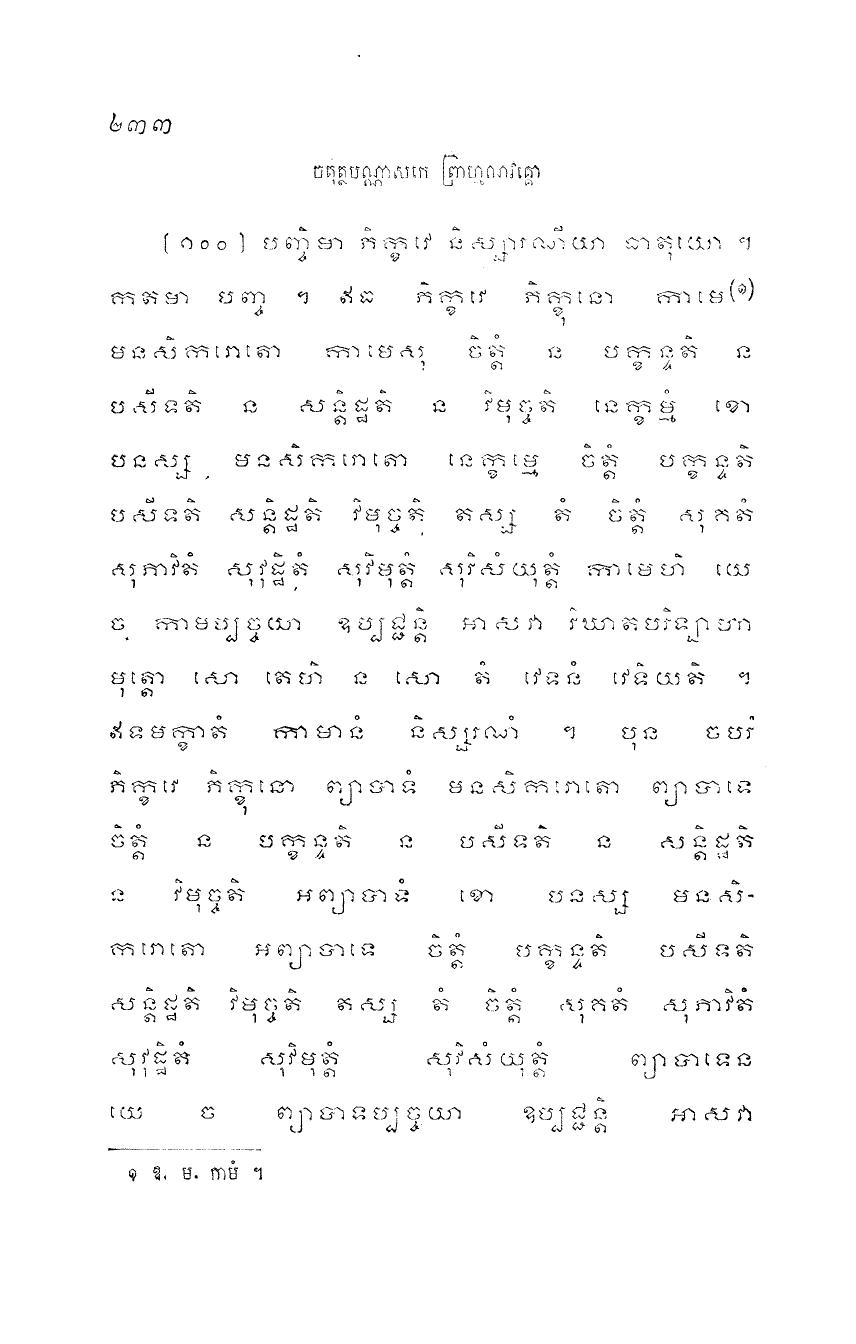 ២៣៣
ចតុត្ថបណ្ណាសកេ ព្រាហ្មណវគ្គោ
[១០០] បញ្ចិមា ភិក្ខវេ និស្សារណីយា ធាតុយោ ។
កតមា បញ្ច ។ ឥធ ភិក្ខវេ ភិក្ខុនោ កាមេ(១)
មនសិការោតោ កាមេសុ ចិត្តំ ន បក្ខន្ទតិ ន
បសីទតិ ន សន្តិដ្ឋតិ ន វិមុច្ចតិ នេក្ខម្មំ ខោ
បនស្ស មនសិការោតោ នេក្ខម្មេ ចិត្តំ បក្ខន្ទតិ
បសីទតិ សន្តិដ្ឋតិ វិមុច្ចតិ តស្ស តំ ចិត្តំ សុកតំ
សុភាវិតំ សុវុដ្ឋិតំ សុវិមុត្តំ សុវិសំយុត្តំ កាមេហិ យេ
ច កាមប្បច្ចយា ឧប្បជ្ជន្តិ អាសវា វិឃាតបរិឡាហា
មុត្តោ សោ តេហិ ន សោ តំ វេទនំ វេទិយតិ ។
ឥទមក្ខាតំ កាមានំ និស្សរណំ ។ បុន ចបរំ
ភិក្ខវេ ភិក្ខុនោ ព្យាបាទំ មនសិការោតោ ព្យាបាទេ
ចិត្តំ ន បក្ខន្ទតិ ន បសីទតិ ន សន្តិដ្ឋតិ
ន វិមុច្ចតិ អព្យាបាទំ ខោ បនស្ស មនសិ-
ការោតោ អព្យាបាទេ ចិត្តំ បក្ខន្ទតិ បសីទតិ
សន្តិដ្ឋតិ វិមុច្ចតិ តស្ស តំ ចិត្តំ សុកតំ សុភាវិតំ
សុវុដ្ឋិតំ សុវិមុត្តំ សុវិសំយុត្តំ ព្យាបាទេន
យេ ច ព្យាបាទប្បច្ចយា ឧប្បជ្ជន្តិ អាសវា
១ ឱ. ម. កាមំ ។